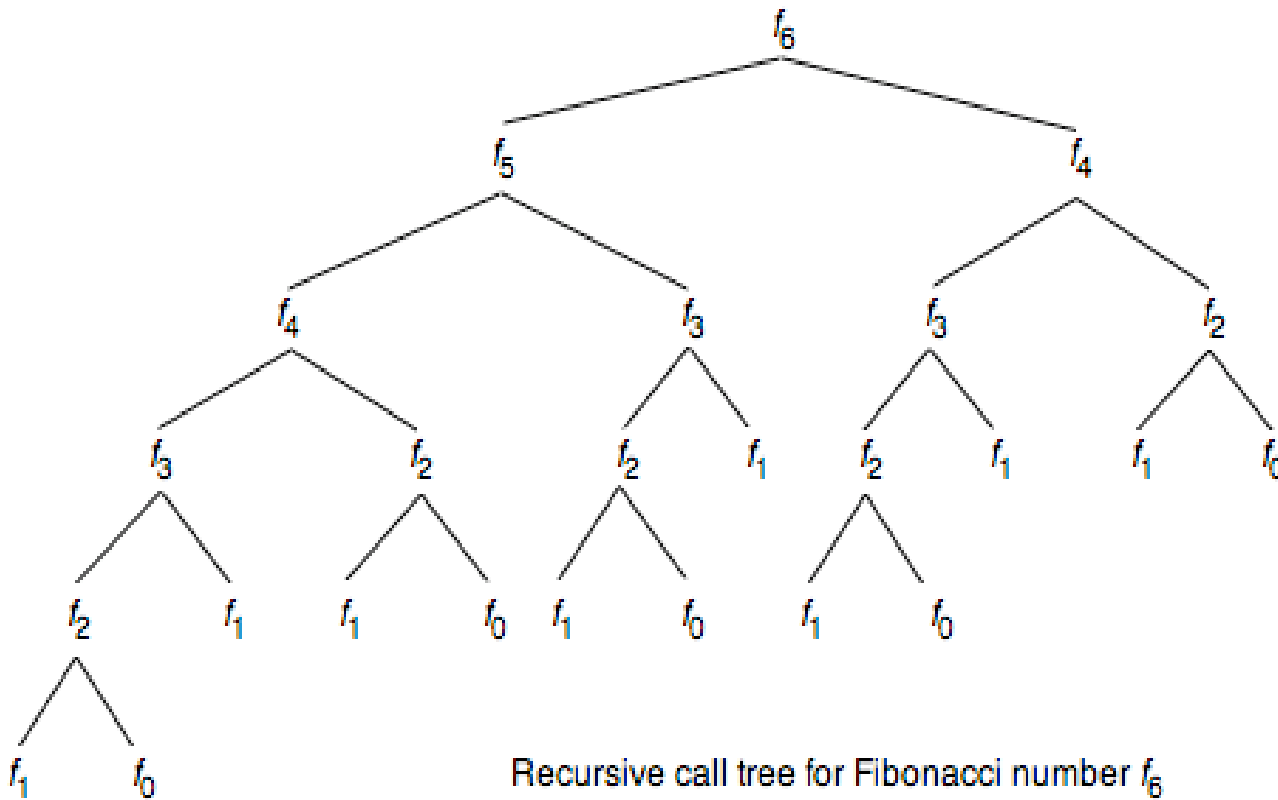 f6
f5 f4
f4 f3 f3 f2
f3 f2 f2 f1 f2 f1 f1 f0
f2 f1 f1 f0 f1 f0 f1 f0
f1 f0
Recursive call tree for Fibonacci number f6